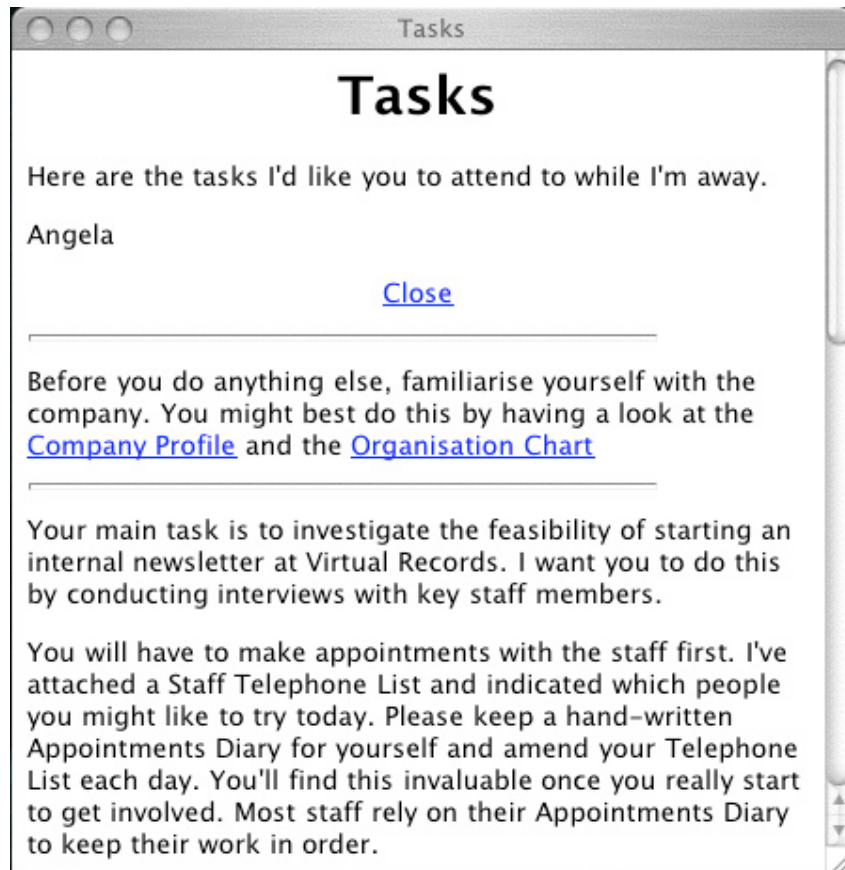 Tasks
Tasks
Here are the tasks I'd like you to attend to while I'm away.
Angela
Close
Before you do anything else, familiarise yourself with the
company. You might best do this by having a look at the
Company Profile and the Organisation Chart
Your main task is to investigate the feasibility of starting an
internal newsletter at Virtual Records. I want you to do this
by conducting interviews with key staff members.
You will have to make appointments with the staff first. I've
attached a Staff Telephone List and indicated which people
you might like to try today. Please keep a hand-written
Appointments Diary for yourself and amend your Telephone
List each day. You'll find this invaluable once you really start
to get involved. Most staff rely on their Appointments Diary
to keep their work in order.